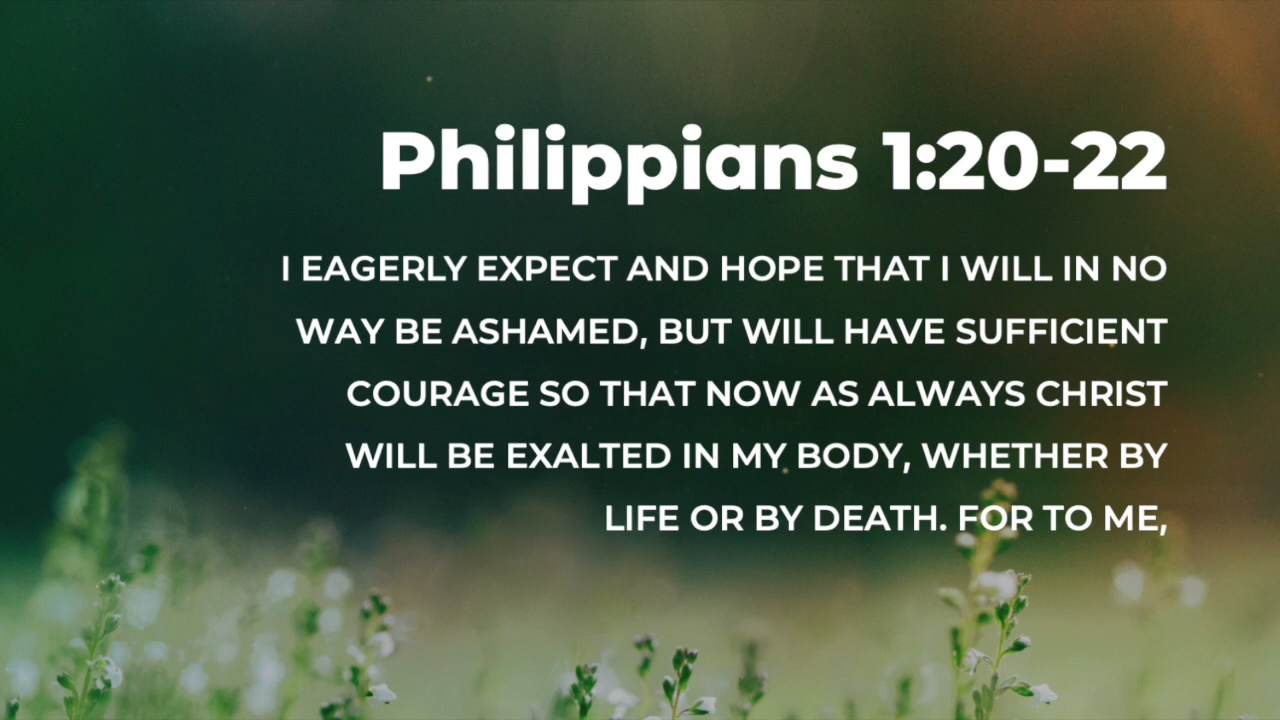 Philippians 1:20-22
I EAGERLY EXPECT AND HOPE THAT I WILL IN NO
WAY BE ASHAMED, BUT WILL HAVE SUFFICIENT
COURAGE SO THAT NOW AS ALWAYS CHRIST
WILL BE EXALTED IN MY BODY, WHETHER BY
LIFE OR BY DEATH. FOR TO ME,